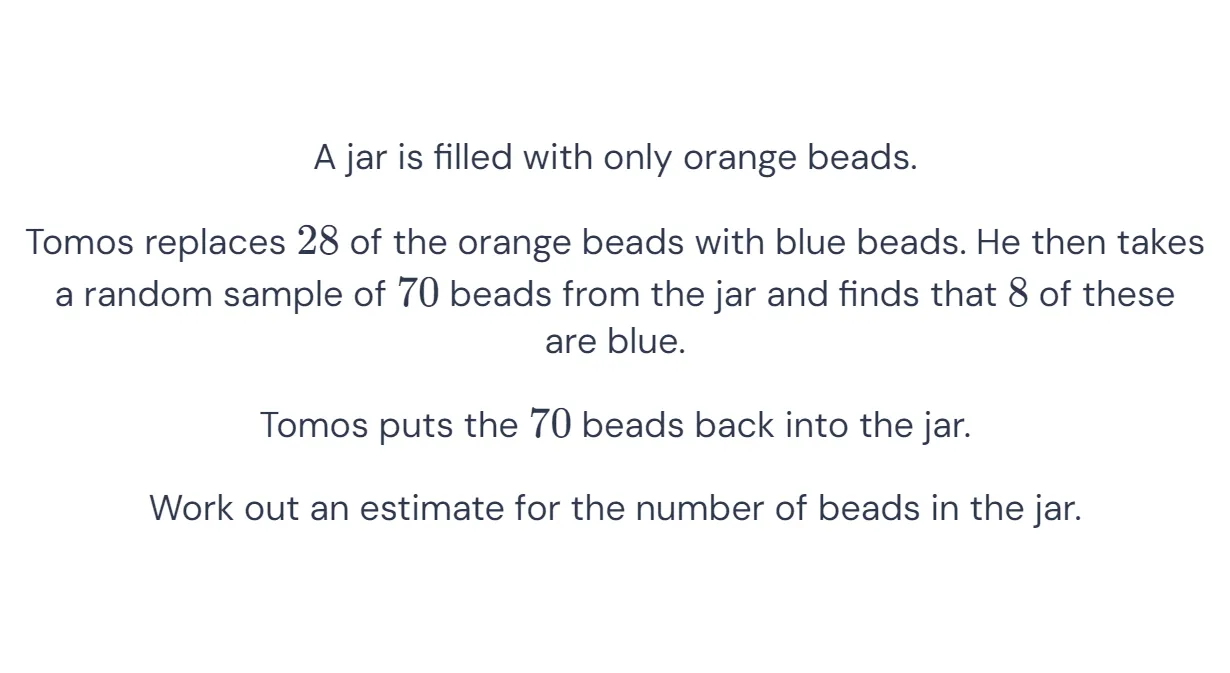 A jar is filled with only orange beads.
Tomos replaces 28 of the orange beads with blue beads. He then takes
a random sample of 70 beads from the jar and finds that 8 of these
are blue.
Tomos puts the 70 beads back into the jar.
Work out an estimate for the number of beads in the jar.